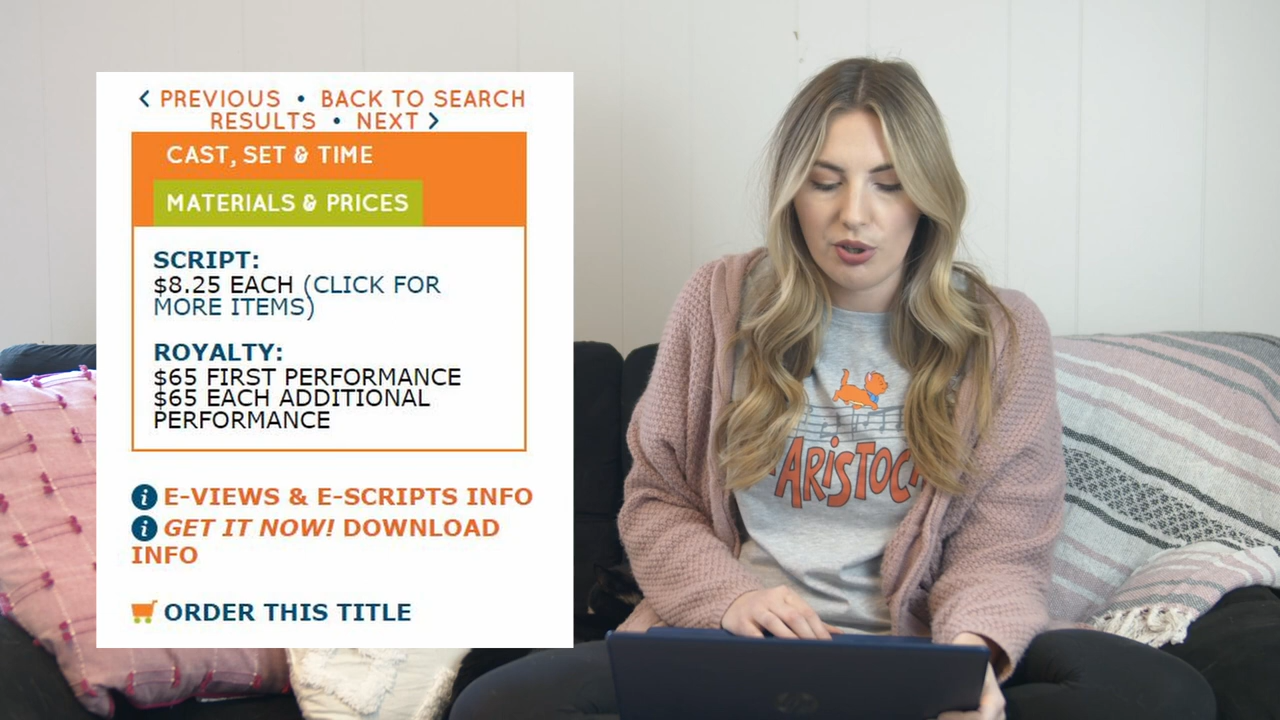 PREVIOUS • BACK TO SEARCH
RESULTS • NEXT
CAST, SET & TIME
MATERIALS & PRICES
SCRIPT:
$8.25 EACH (CLICK FOR
MORE ITEMS)
ROYALTY:
$65 FIRST PERFORMANCE
$65 EACH ADDITIONAL
PERFORMANCE
E-VIEWS & E-SCRIPTS INFO
GET IT NOW! DOWNLOAD
INFO
ORDER THIS TITLE
ARISTOC